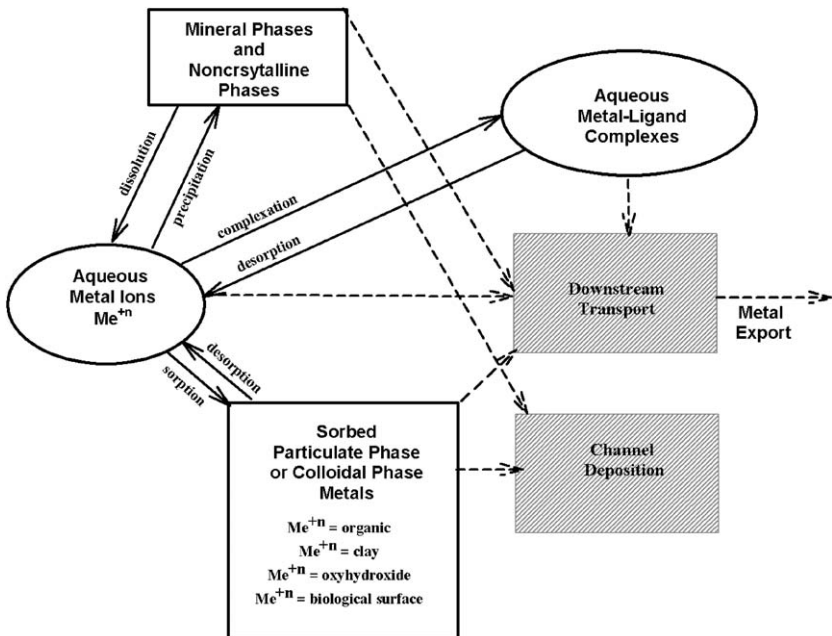 Mineral Phases
and
Noncrsytalline
Phases
Aqueous
Metal-Ligand
Complexes
dissolution
precipitation
complexation
desorption
Aqueous
Metal Ions
Me+n
Downstream
Transport
Metal
Export
desorption
sorption
Sorbed
Particulate Phase
or Colloidal Phase
Metals
Me+n = organic
Me+n = clay
Me+n = oxyhydroxide
Me+n = biological surface
Channel
Deposition